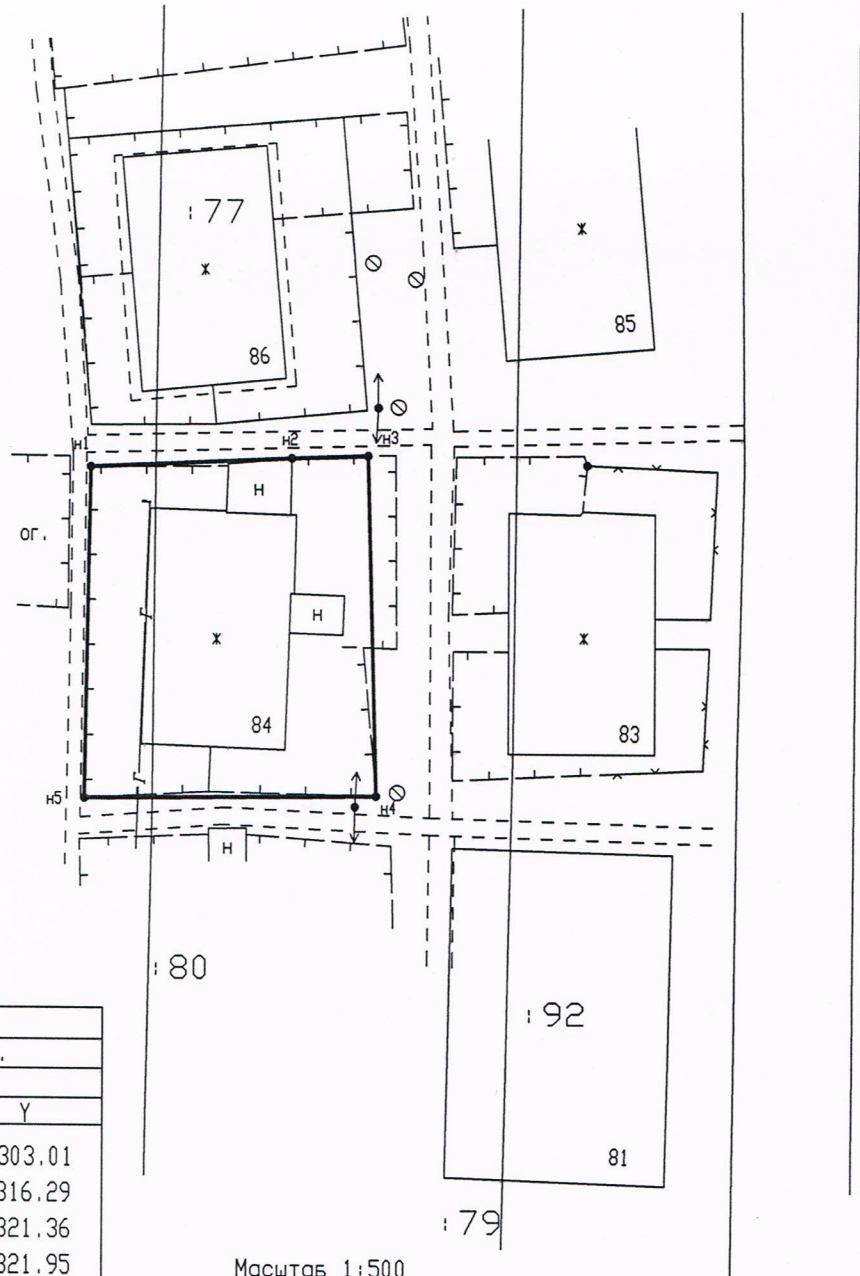 :77
ж
ж
85
86
н1
н2
н3
Н
ог.
Н
ж
ж
84
83
н5
н4
Н
:80
:92
Y
303.01
81
316.29
:79
321.36
321.95
Масштаб 1:500